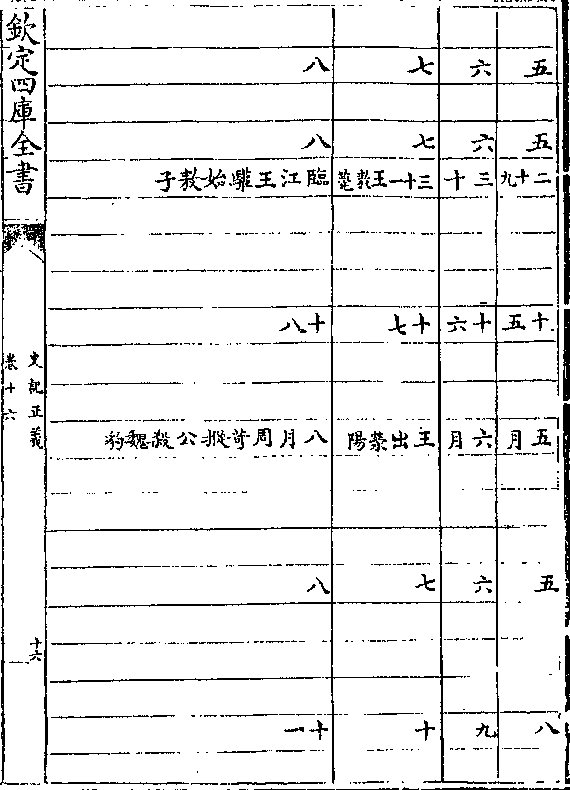 五 六 七 八
五 六 七 八
二十九 三十 三十一王敖薨 臨江王驩始敖子
十五 十六 十七 十八
五月 六月 王出滎陽 八月周苛樅公殺魏豹
五 六 七 八
八 九 十 十一
欽定四庫全書
史記正義
卷十六
十六